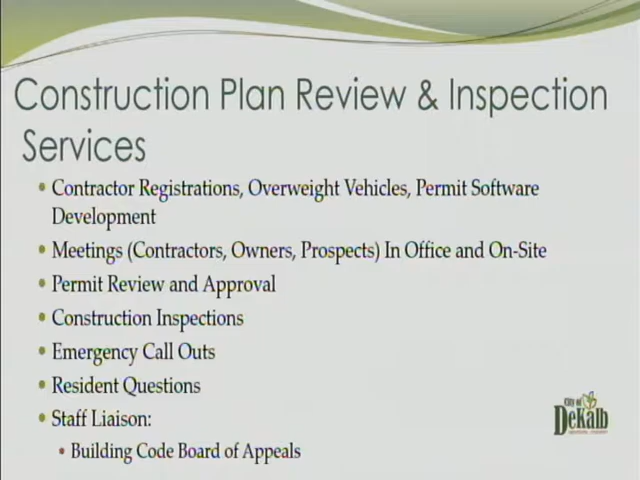 Construction Plan Review & Inspection
Services
Contractor Registrations, Overweight Vehicles, Permit Software
Development
Meetings (Contractors, Owners, Prospects) In Office and On-Site
Permit Review and Approval
Construction Inspections
Emergency Call Outs
Resident Questions
Staff Liaison:
Building Code Board of Appeals
City of
DeKalb